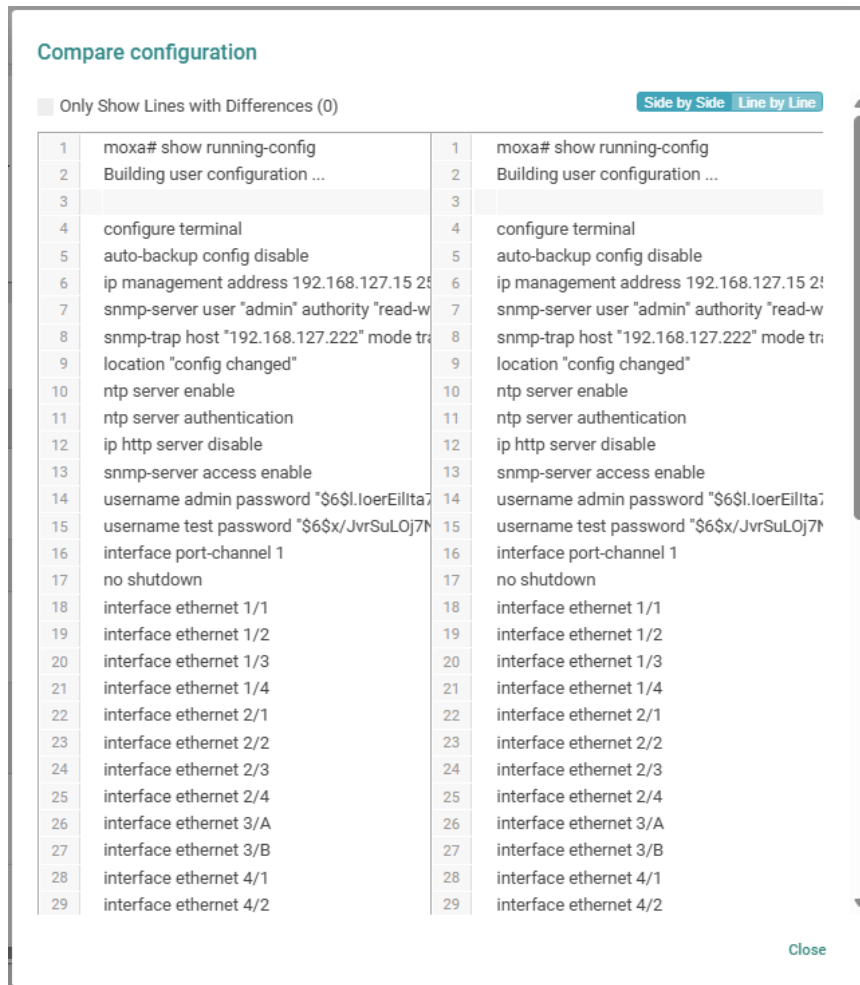 Compare configuration
Only Show Lines with Differences (0)
Side by Side Line by Line
1 moxa# show running-config 1 moxa# show running-config
2 Building user configuration ... 2 Building user configuration ...
3 3
4 configure terminal 4 configure terminal
5 auto-backup config disable 5 auto-backup config disable
6 ip management address 192.168.127.15 25 6 ip management address 192.168.127.15 25
7 snmp-server user "admin" authority "read-w 7 snmp-server user "admin" authority "read-w
8 snmp-trap host "192.168.127.222" mode tra 8 snmp-trap host "192.168.127.222" mode tra
9 location "config changed" 9 location "config changed"
10 ntp server enable 10 ntp server enable
11 ntp server authentication 11 ntp server authentication
12 ip http server disable 12 ip http server disable
13 snmp-server access enable 13 snmp-server access enable
14 username admin password 14 username admin password
15 username test password 15 username test password
16 interface port-channel 1 16 interface port-channel 1
17 no shutdown 17 no shutdown
18 interface ethernet 1/1 18 interface ethernet 1/1
19 interface ethernet 1/2 19 interface ethernet 1/2
20 interface ethernet 1/3 20 interface ethernet 1/3
21 interface ethernet 1/4 21 interface ethernet 1/4
22 interface ethernet 2/1 22 interface ethernet 2/1
23 interface ethernet 2/2 23 interface ethernet 2/2
24 interface ethernet 2/3 24 interface ethernet 2/3
25 interface ethernet 2/4 25 interface ethernet 2/4
26 interface ethernet 3/A 26 interface ethernet 3/A
27 interface ethernet 3/B 27 interface ethernet 3/B
28 interface ethernet 4/1 28 interface ethernet 4/1
29 interface ethernet 4/2 29 interface ethernet 4/2
Close